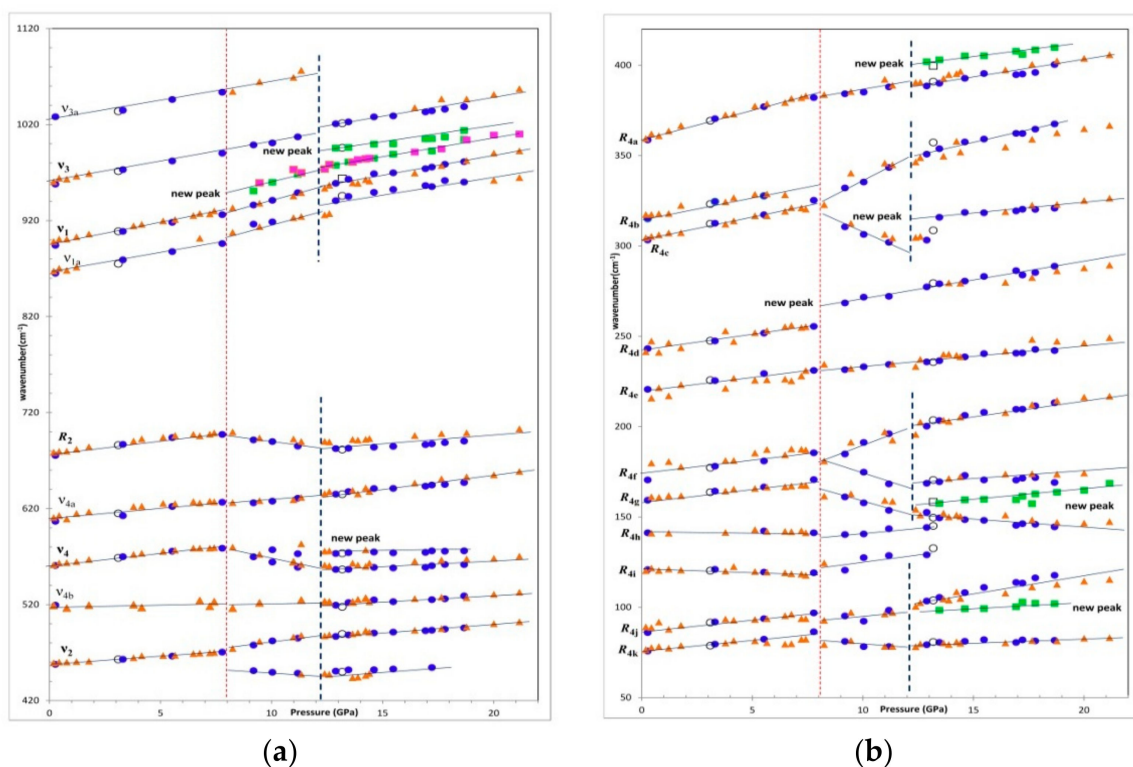 1120
1020
920
820
720
620
520
420
wavenumber(cm-1)
ν3a
ν3
ν1
ν1a
R2
ν4a
ν4
ν4b
ν2
new peak
new peak
new peak
0
5
10
15
20
Pressure (GPa)
(a)
400
350
300
250
200
150
100
50
wavenumber(cm-1)
R4a
R4b
R4c
R4d
R4e
R4f
R4g
R4h
R4i
R4j
R4k
new peak
new peak
new peak
new peak
new peak
0
5
10
15
20
Pressure (GPa)
(b)